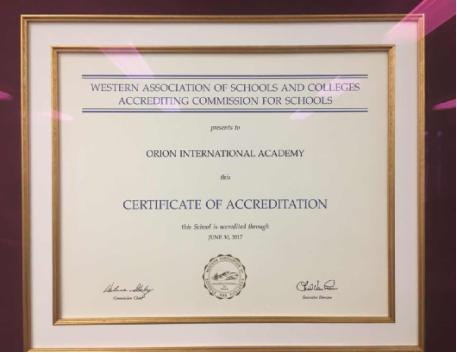 WESTERN ASSOCIATION OF SCHOOLS AND COLLEGES
ACCREDITING COMMISSION FOR SCHOOLS
presents to
ORION INTERNATIONAL ACADEMY
this
CERTIFICATE OF ACCREDITATION
this School is accredited through
JUNE 30, 2017
Commission Chair
Executive Director